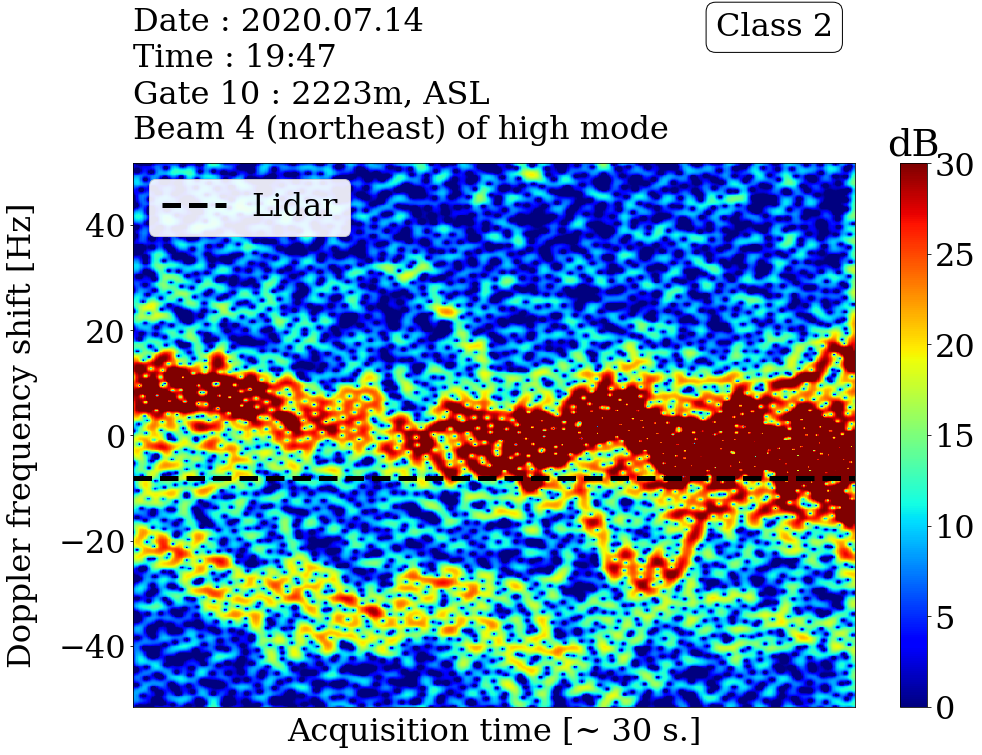 Date : 2020.07.14
Time : 19:47
Gate 10 : 2223m, ASL
Beam 4 (northeast) of high mode
Class 2
dB
Lidar
Doppler frequency shift [Hz]
40
20
0
−20
−40
30
25
20
15
10
5
0
Acquisition time [~ 30 s.]